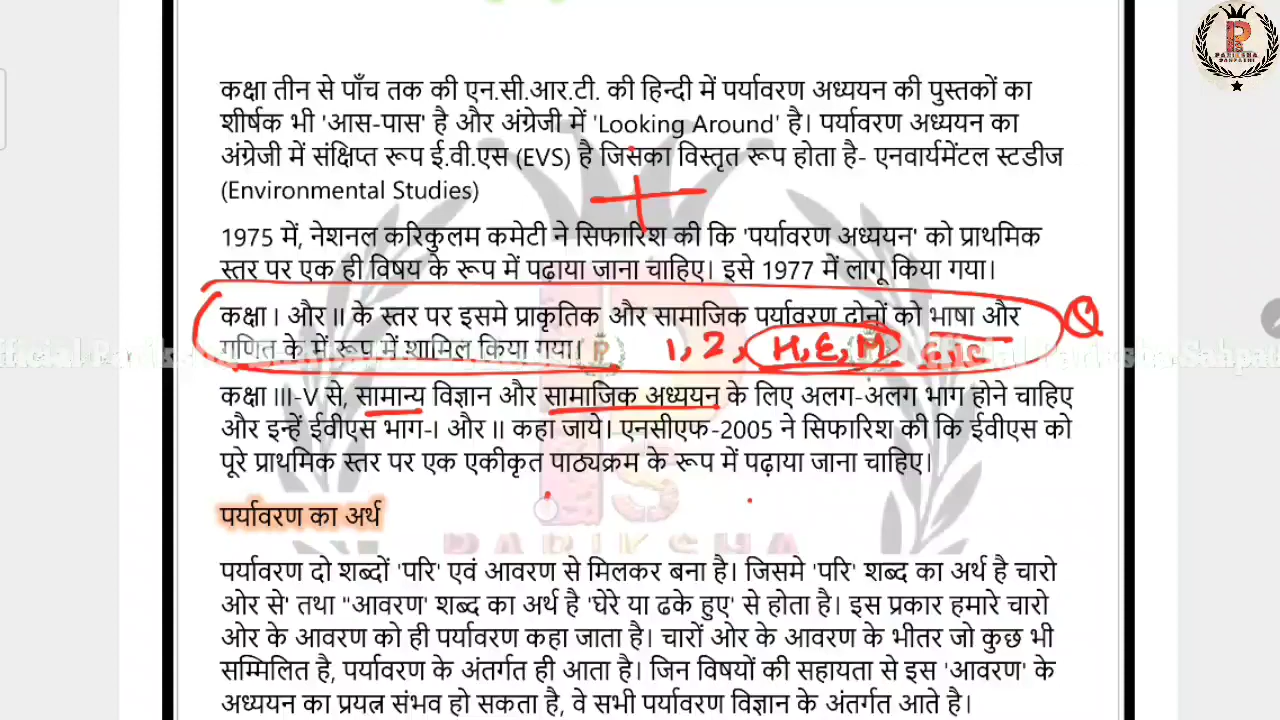 PARIKSHA
SAHPATHI
कक्षा तीन से पाँच तक की एन.सी.आर.टी. की हिन्दी में पर्यावरण अध्ययन की पुस्तकों का
शीर्षक भी 'आस-पास' है और अंग्रेजी में 'Looking Around' है। पर्यावरण अध्ययन का
अंग्रेजी में संक्षिप्त रूप ई.वी.एस (EVS) है जिसका विस्तृत रूप होता है- एनवार्यमेंटल स्टडीज
(Environmental Studies)
1975 में, नेशनल करिकुलम कमेटी ने सिफारिश की कि 'पर्यावरण अध्ययन' को प्राथमिक
स्तर पर एक ही विषय के रूप में पढ़ाया जाना चाहिए। इसे 1977 में लागू किया गया।
कक्षा I और II के स्तर पर इसमे प्राकृतिक और सामाजिक पर्यावरण दोनों को भाषा और
गणित के में रूप में शामिल किया गया।
1, 2, H, E, M
Q
कक्षा III-V से, सामान्य विज्ञान और सामाजिक अध्ययन के लिए अलग-अलग भाग होने चाहिए
और इन्हें ईवीएस भाग-I और II कहा जाये। एनसीएफ-2005 ने सिफारिश की कि ईवीएस को
पूरे प्राथमिक स्तर पर एक एकीकृत पाठ्यक्रम के रूप में पढ़ाया जाना चाहिए।
पर्यावरण का अर्थ
PARIKSHA
पर्यावरण दो शब्दों 'परि' एवं आवरण से मिलकर बना है। जिसमे 'परि' शब्द का अर्थ है चारो
ओर से' तथा "आवरण' शब्द का अर्थ है 'घेरे या ढके हुए' से होता है। इस प्रकार हमारे चारो
ओर के आवरण को ही पर्यावरण कहा जाता है। चारों ओर के आवरण के भीतर जो कुछ भी
सम्मिलित है, पर्यावरण के अंतर्गत ही आता है। जिन विषयों की सहायता से इस 'आवरण' के
अध्ययन का प्रयत्न संभव हो सकता है, वे सभी पर्यावरण विज्ञान के अंतर्गत आते है।